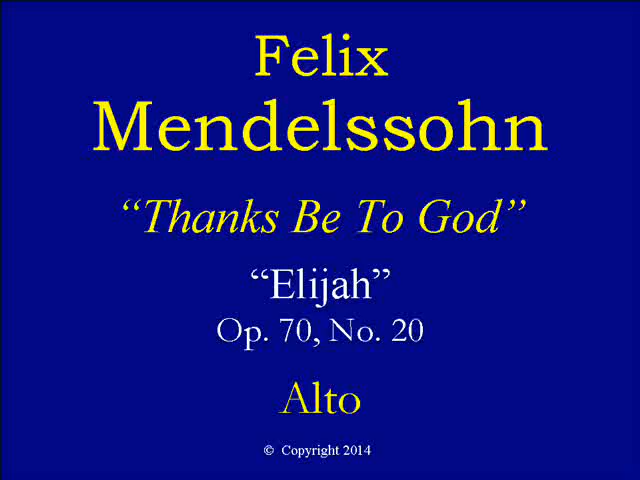 Felix
Mendelssohn
“Thanks Be To God”
“Elijah”
Op. 70, No. 20
Alto
© Copyright 2014